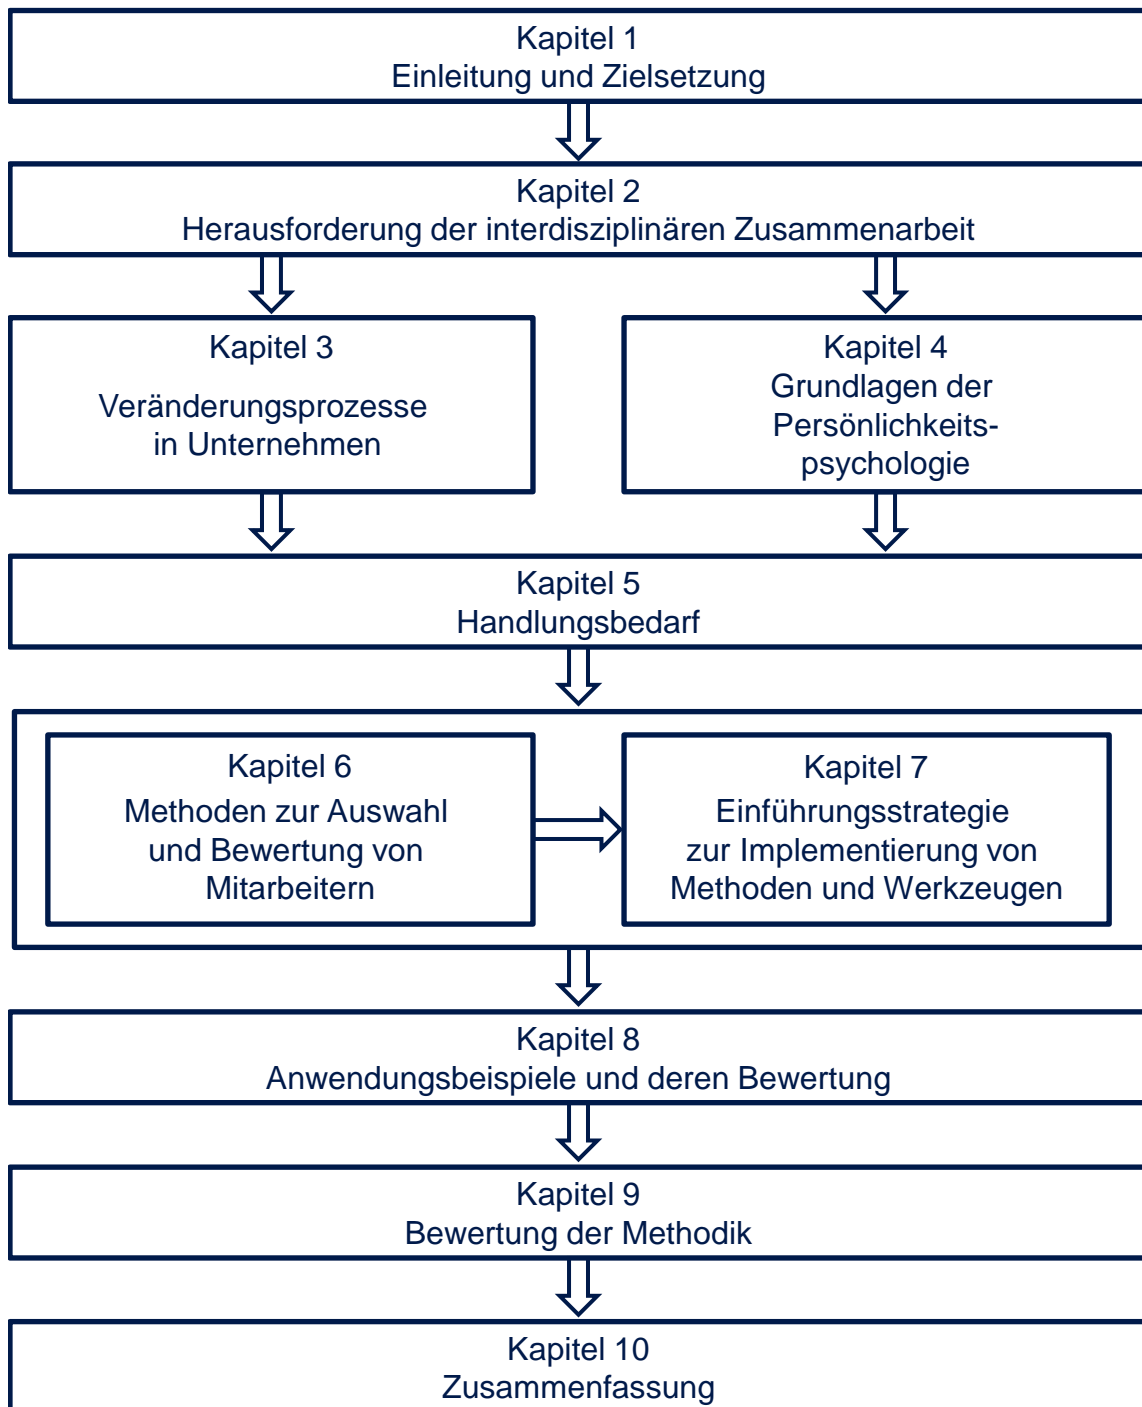 Kapitel 1
Einleitung und Zielsetzung
Kapitel 2
Herausforderung der interdisziplinären Zusammenarbeit
Kapitel 3
Veränderungsprozesse
in Unternehmen
Kapitel 4
Grundlagen der
Persönlichkeits-
psychologie
Kapitel 5
Handlungsbedarf
Kapitel 6
Methoden zur Auswahl
und Bewertung von
Mitarbeitern
Kapitel 7
Einführungsstrategie
zur Implementierung von
Methoden und Werkzeugen
Kapitel 8
Anwendungsbeispiele und deren Bewertung
Kapitel 9
Bewertung der Methodik
Kapitel 10
Zusammenfassung